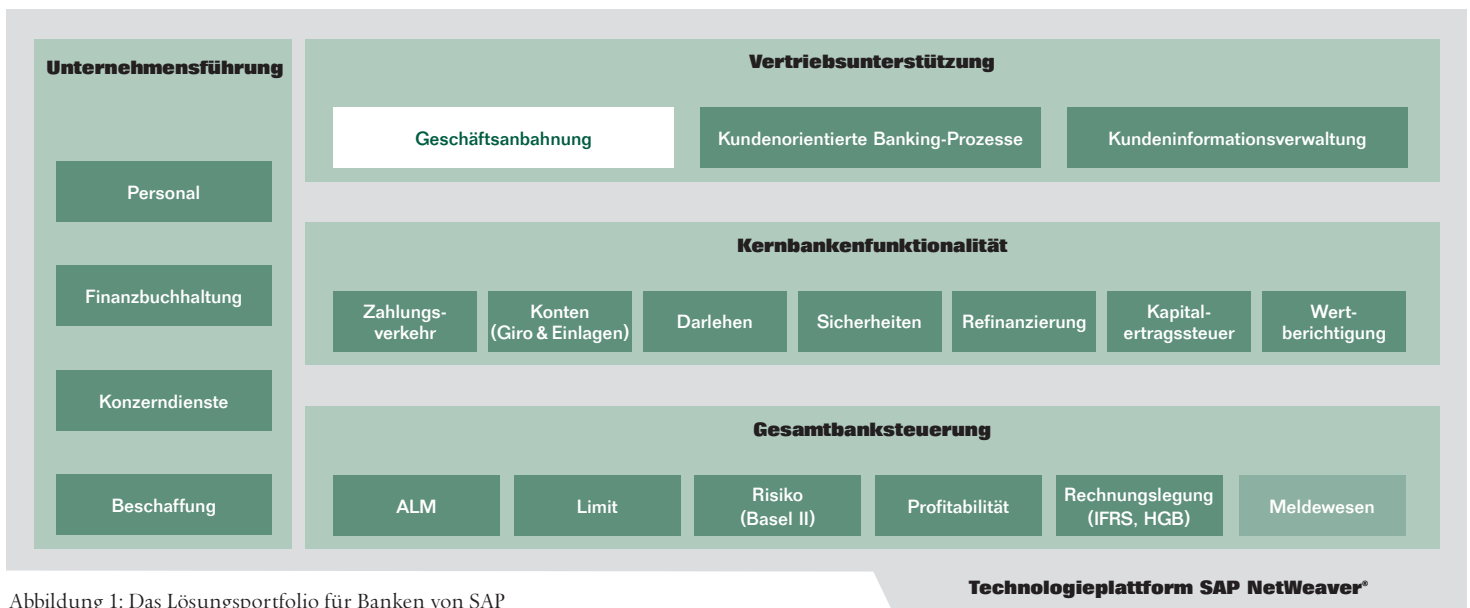 Unternehmensführung
Personal
Finanzbuchhaltung
Konzerndienste
Beschaffung
Vertriebsunterstützung
Geschäftsanbahnung
Kundenorientierte Banking-Prozesse
Kundeninformationsverwaltung
Kernbankenfunktionalität
Zahlungs-
verkehr
Konten
(Giro & Einlagen)
Darlehen
Sicherheiten
Refinanzierung
Kapital-
ertragssteuer
Wert-
berichtigung
Gesamtbanksteuerung
ALM
Limit
Risiko
(Basel II)
Profitabilität
Rechnungslegung
(IFRS, HGB)
Meldewesen
Technologieplattform SAP NetWeaver®
Abbildung 1: Das Lösungsportfolio für Banken von SAP